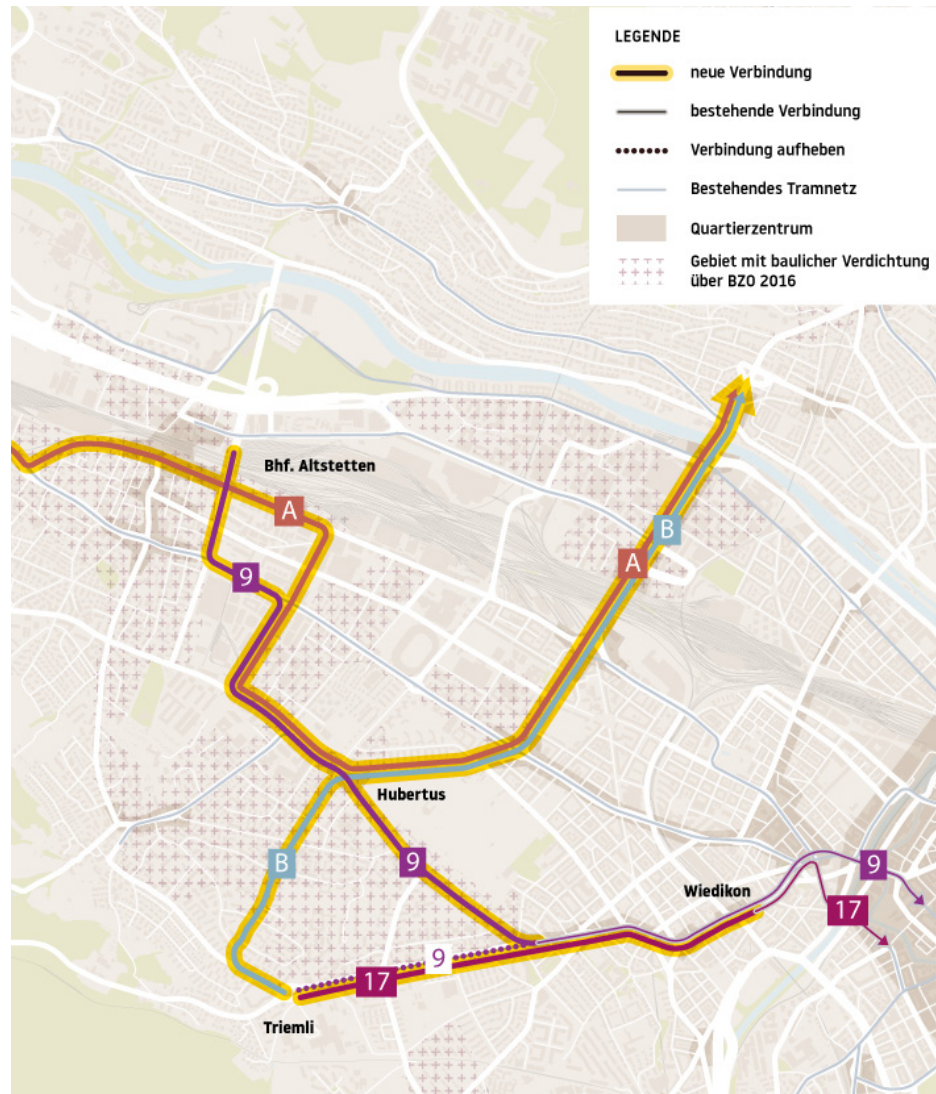 LEGENDE
neue Verbindung
bestehende Verbindung
Verbindung aufheben
Bestehendes Tramnetz
Quartierzentrum
Gebiet mit baulicher Verdichtung
über BZO 2016
Bhf. Altstetten
A
B
A
9
Hubertus
B
9
9
Wiedikon
17
9
17
Triemli